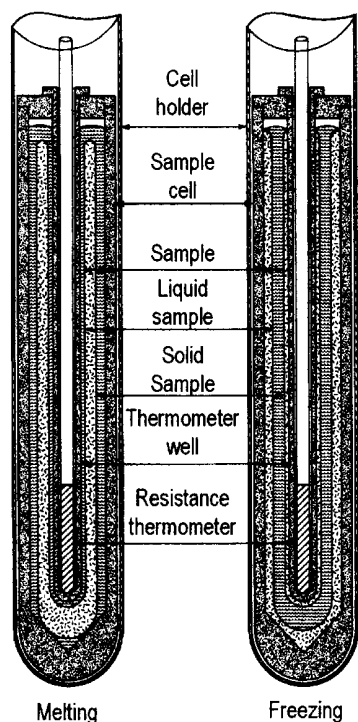 Cell
holder
Sample
cell
Sample
Liquid
sample
Solid
Sample
Thermometer
well
Resistance
thermometer
Melting
Freezing